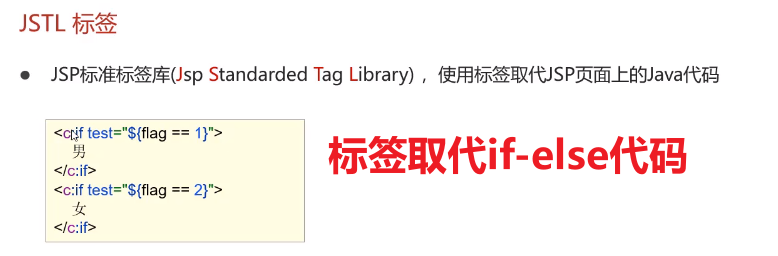 JSTL 标签
● JSP标准标签库(Jsp Standarded Tag Library) ，使用标签取代JSP页面上的Java代码
<c:if test="${flag == 1}">
男
</c:if>
<c:if test="${flag == 2}">
女
</c:if>
标签取代if-else代码